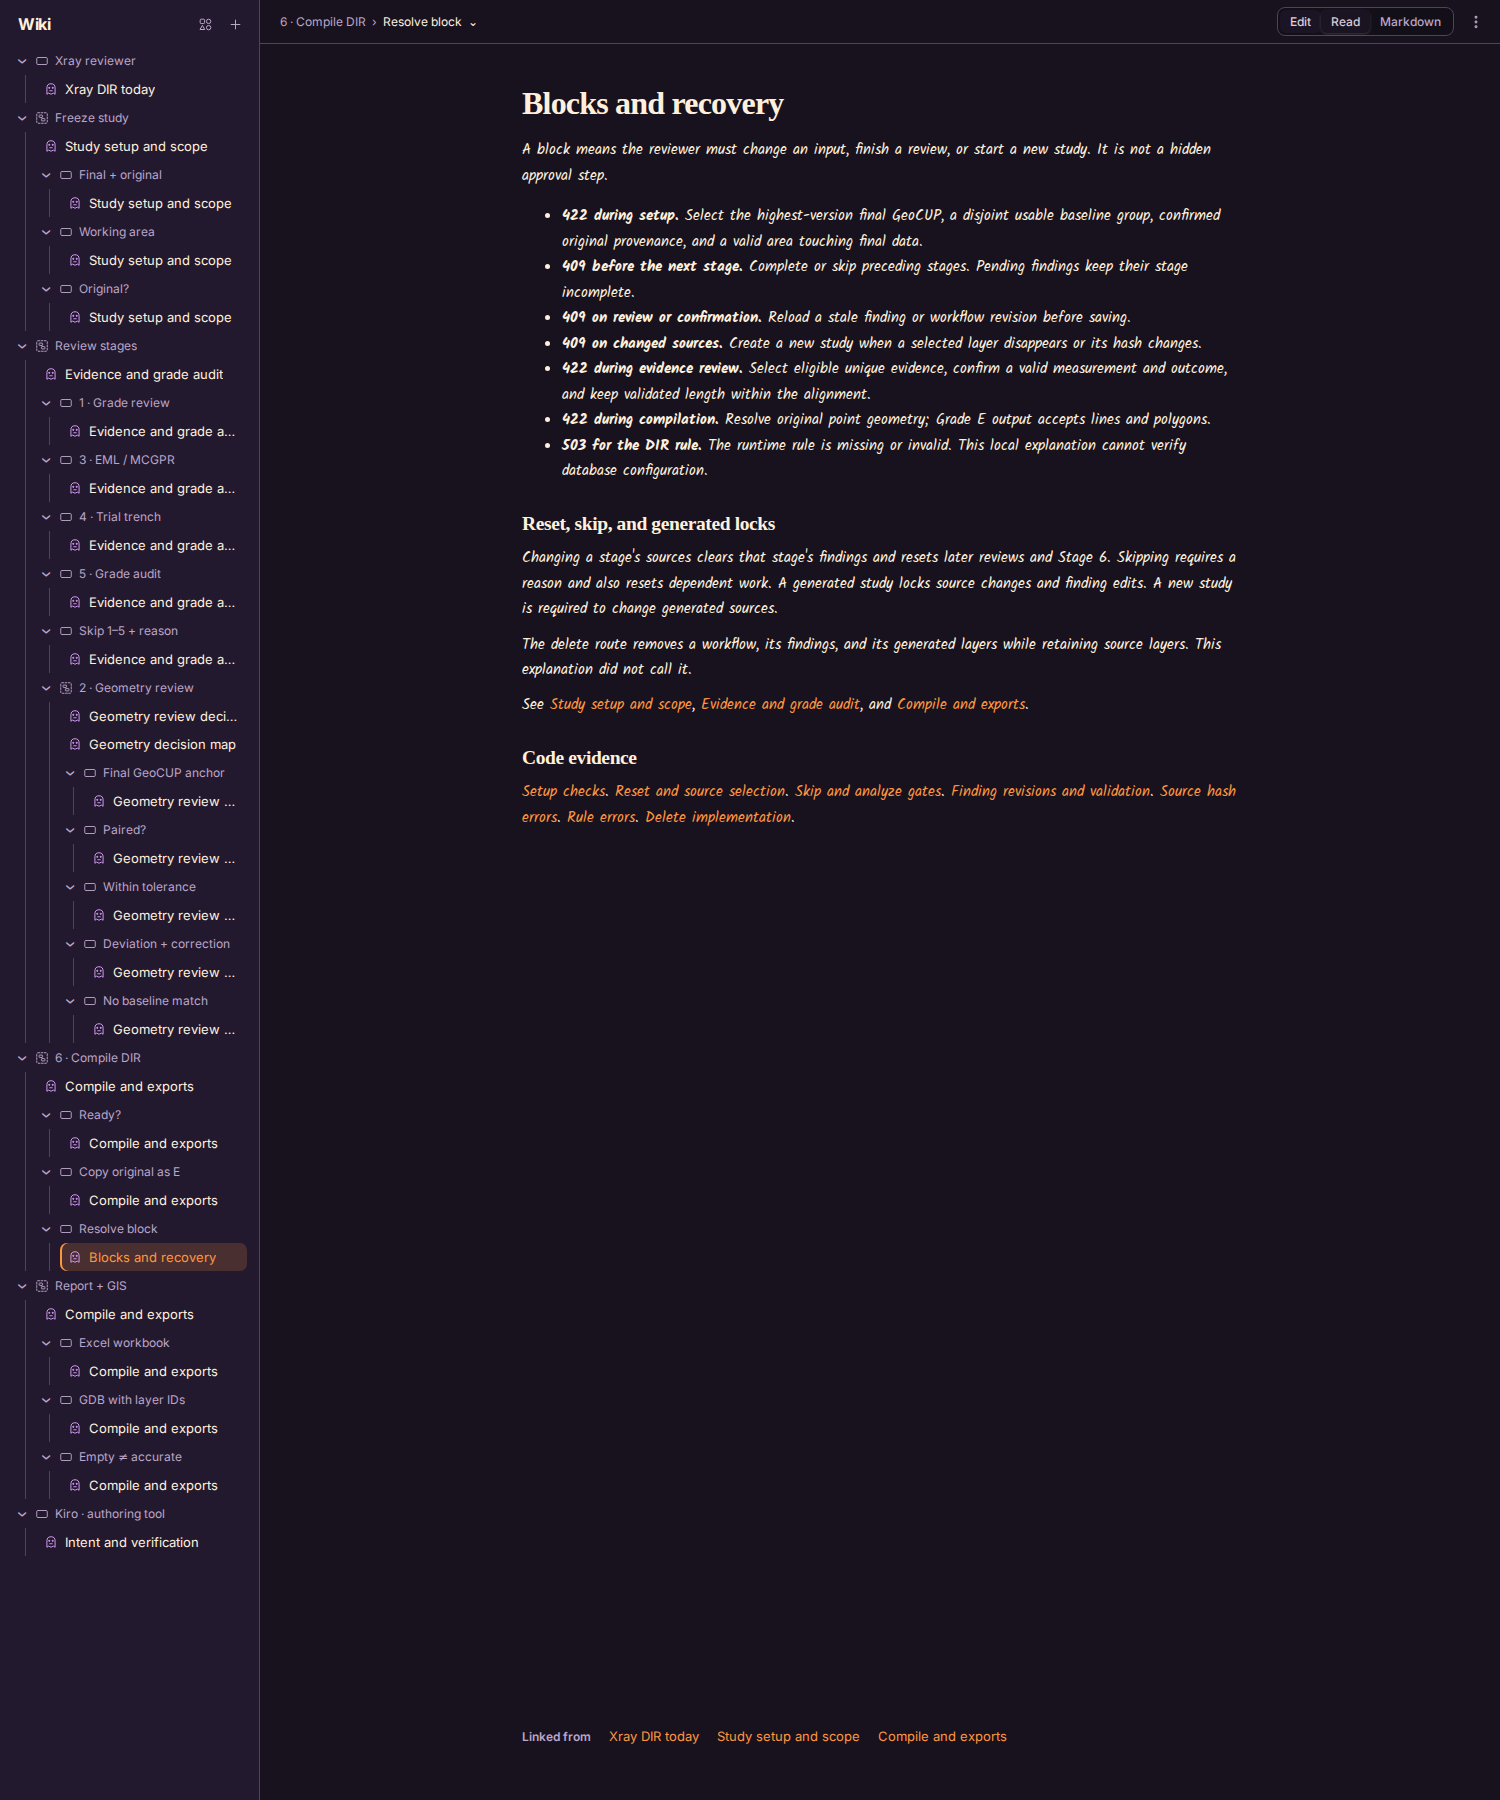 Wiki
Xray reviewer
Xray DIR today
Freeze study
Study setup and scope
Final + original
Study setup and scope
Working area
Study setup and scope
Original?
Study setup and scope
Review stages
Evidence and grade audit
1 · Grade review
Evidence and grade a...
3 · EML / MCGPR
Evidence and grade a...
4 · Trial trench
Evidence and grade a...
5 · Grade audit
Evidence and grade a...
Skip 1–5 + reason
Evidence and grade a...
2 · Geometry review
Geometry review deci...
Geometry decision map
Final GeoCUP anchor
Geometry review ...
Paired?
Geometry review ...
Within tolerance
Geometry review ...
Deviation + correction
Geometry review ...
No baseline match
Geometry review ...
6 · Compile DIR
Compile and exports
Ready?
Compile and exports
Copy original as E
Compile and exports
Resolve block
Blocks and recovery
Report + GIS
Compile and exports
Excel workbook
Compile and exports
GDB with layer IDs
Compile and exports
Empty ≠ accurate
Compile and exports
Kiro · authoring tool
Intent and verification
6 · Compile DIR › Resolve block
Edit Read Markdown
Blocks and recovery
A block means the reviewer must change an input, finish a review, or start a new study. It is not a hidden
approval step.
• 422 during setup. Select the highest-version final GeoCUP, a disjoint usable baseline group, confirmed
original provenance, and a valid area touching final data.
• 409 before the next stage. Complete or skip preceding stages. Pending findings keep their stage
incomplete.
• 409 on review or confirmation. Reload a stale finding or workflow revision before saving.
• 409 on changed sources. Create a new study when a selected layer disappears or its hash changes.
• 422 during evidence review. Select eligible unique evidence, confirm a valid measurement and outcome,
and keep validated length within the alignment.
• 422 during compilation. Resolve original point geometry; Grade E output accepts lines and polygons.
• 503 for the DIR rule. The runtime rule is missing or invalid. This local explanation cannot verify
database configuration.
Reset, skip, and generated locks
Changing a stage's sources clears that stage's findings and resets later reviews and Stage 6. Skipping requires a
reason and also resets dependent work. A generated study locks source changes and finding edits. A new study
is required to change generated sources.
The delete route removes a workflow, its findings, and its generated layers while retaining source layers. This
explanation did not call it.
See Study setup and scope, Evidence and grade audit, and Compile and exports.
Code evidence
Setup checks. Reset and source selection. Skip and analyze gates. Finding revisions and validation. Source hash
errors. Rule errors. Delete implementation.
Linked from Xray DIR today Study setup and scope Compile and exports